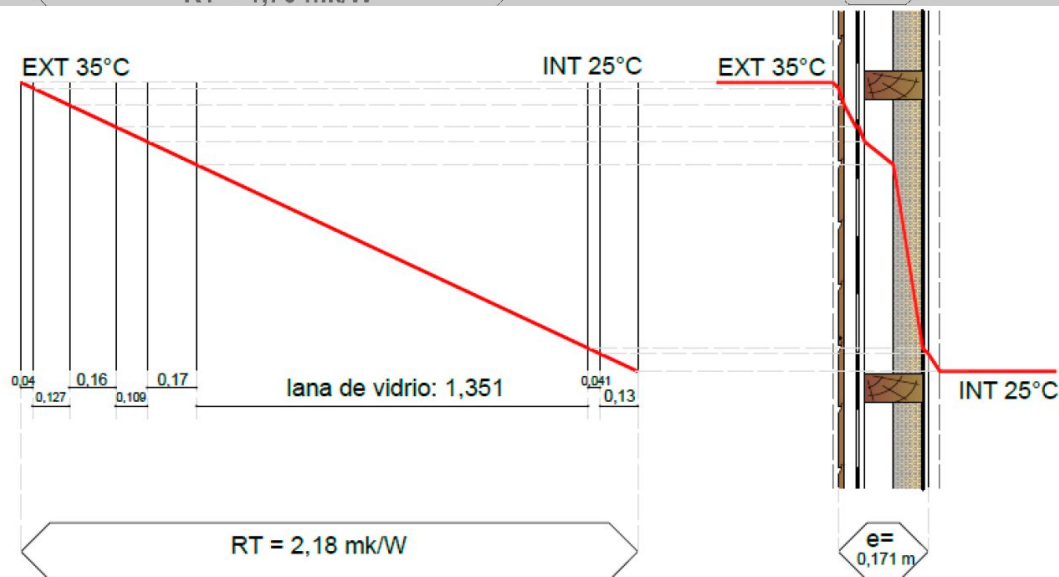 EXT 35°C
INT 25°C
EXT 35°C
0,04
0,127
0,16
0,109
0,17
lana de vidrio: 1,351
0,041
0,13
INT 25°C
RT = 2,18 mk/W
e=
0,171 m